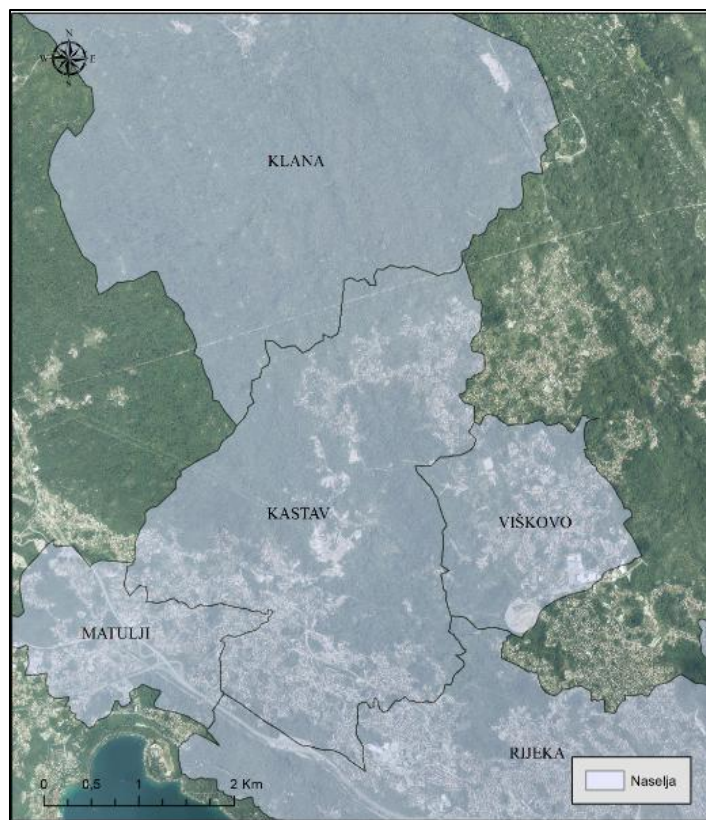 N
W E
S
KLANA
KASTAV
VIŠKOVO
MATULJI
RIJEKA
0 0,5 1 2 Km
Naselja